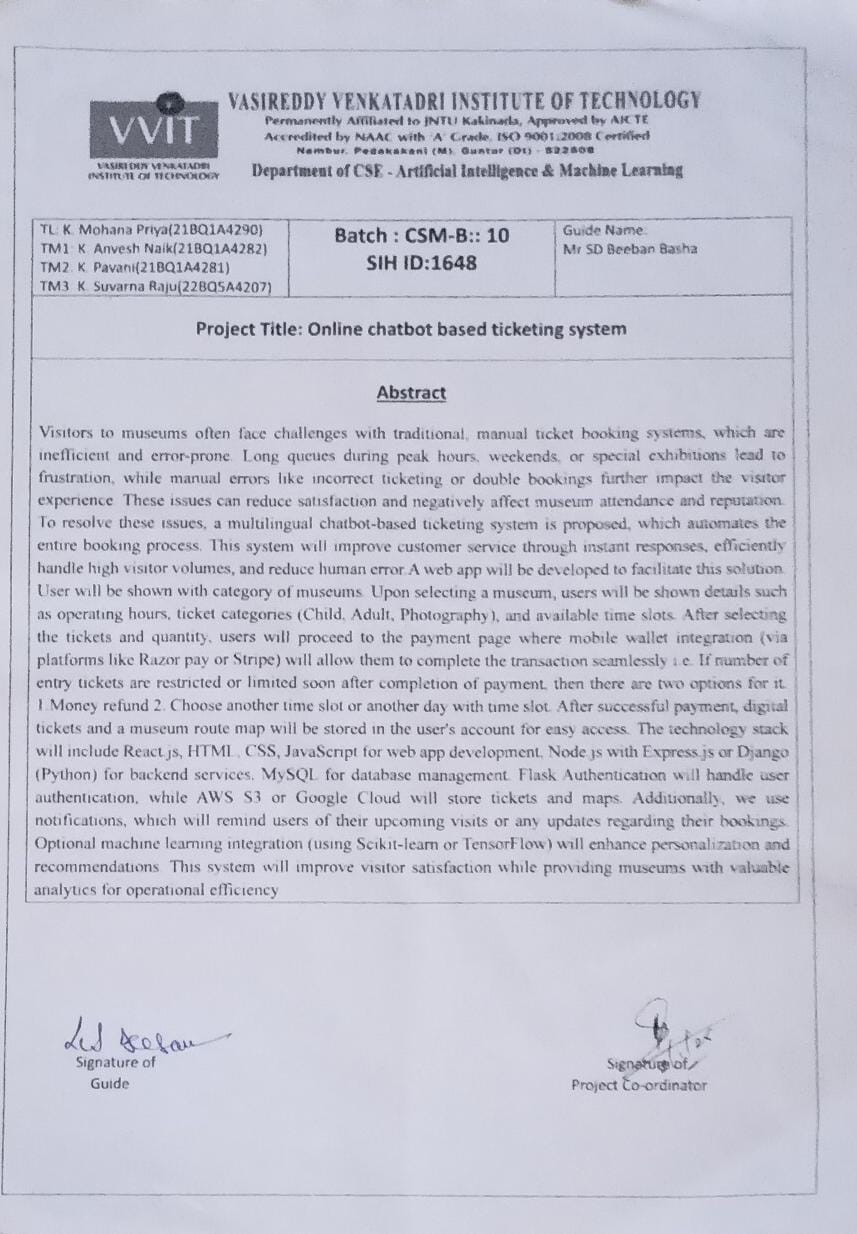 VVIT
VASIREDDY VENKATADRI
INSTITUTE OF TECHNOLOGY
VASIREDDY VENKATADRI INSTITUTE OF TECHNOLOGY
Permanently Affiliated to JNTU Kakinada, Approved by AICTE
Accredited by NAAC with 'A' Grade, ISO 9001:2008 Certified
Nambur, Pedakakani (M), Guntur (Dt) - 522508
Department of CSE - Artificial Intelligence & Machine Learning
TL: K. Mohana Priya(21BQ1A4290)
TM1: K. Anvesh Naik(21BQ1A4282)
TM2: K. Pavani(21BQ1A4281)
TM3 K. Suvarna Raju(22BQ5A4207)
Batch : CSM-B:: 10
SIH ID:1648
Guide Name:
Mr SD Beeban Basha
Project Title: Online chatbot based ticketing system
Abstract
Visitors to museums often face challenges with traditional, manual ticket booking systems, which are
inefficient and error-prone. Long queues during peak hours, weekends, or special exhibitions lead to
frustration, while manual errors like incorrect ticketing or double bookings further impact the visitor
experience. These issues can reduce satisfaction and negatively affect museum attendance and reputation.
To resolve these issues, a multilingual chatbot-based ticketing system is proposed, which automates the
entire booking process. This system will improve customer service through instant responses, efficiently
handle high visitor volumes, and reduce human error.A web app will be developed to facilitate this solution.
User will be shown with category of museums. Upon selecting a museum, users will be shown details such
as operating hours, ticket categories (Child, Adult, Photography), and available time slots. After selecting
the tickets and quantity, users will proceed to the payment page where mobile wallet integration (via
platforms like Razor pay or Stripe) will allow them to complete the transaction seamlessly i.e. If number of
entry tickets are restricted or limited soon after completion of payment, then there are two options for it.
1.Money refund 2. Choose another time slot or another day with time slot. After successful payment, digital
tickets and a museum route map will be stored in the user's account for easy access. The technology stack
will include React.js, HTML , CSS, JavaScript for web app development, Node.js with Express.js or Django
(Python) for backend services, MySQL for database management. Flask Authentication will handle user
authentication, while AWS S3 or Google Cloud will store tickets and maps. Additionally, we use
notifications, which will remind users of their upcoming visits or any updates regarding their bookings.
Optional machine learning integration (using Scikit-learn or TensorFlow) will enhance personalization and
recommendations. This system will improve visitor satisfaction while providing museums with valuable
analytics for operational efficiency
Signature of
Guide
Signature of
Project Co-ordinator